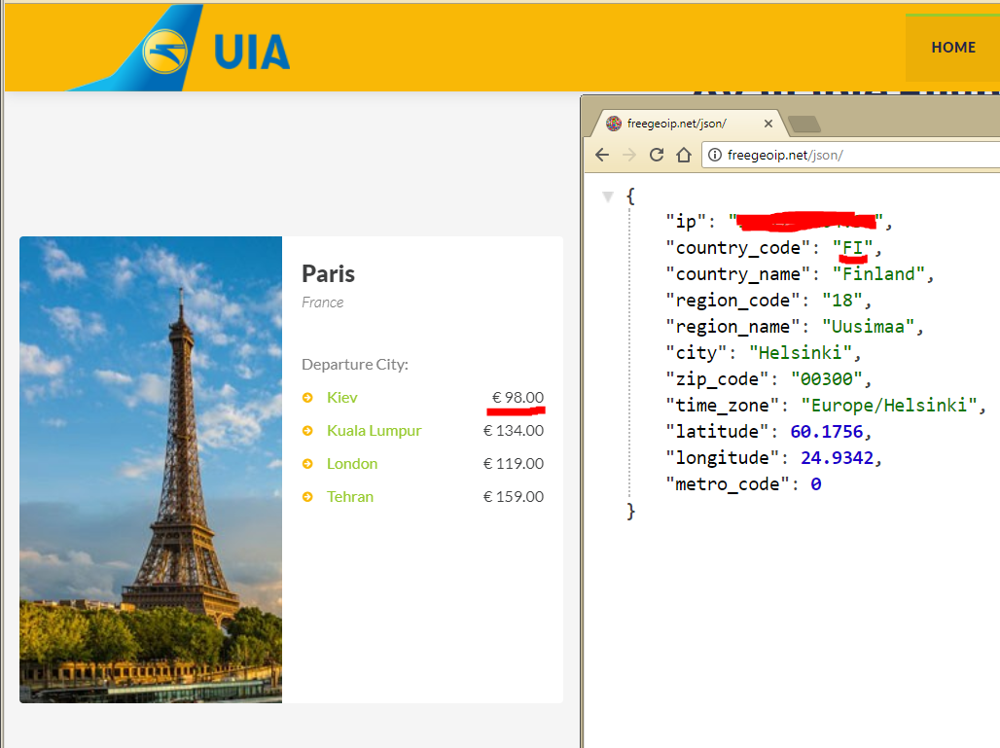 UIA
HOME
Paris
France
Departure City:
Kiev € 98.00
Kuala Lumpur € 134.00
London € 119.00
Tehran € 159.00
freegeoip.net/json/
freegeoip.net/json/
{
"ip": "",
"country_code": "FI",
"country_name": "Finland",
"region_code": "18",
"region_name": "Uusimaa",
"city": "Helsinki",
"zip_code": "00300",
"time_zone": "Europe/Helsinki",
"latitude": 60.1756,
"longitude": 24.9342,
"metro_code": 0
}